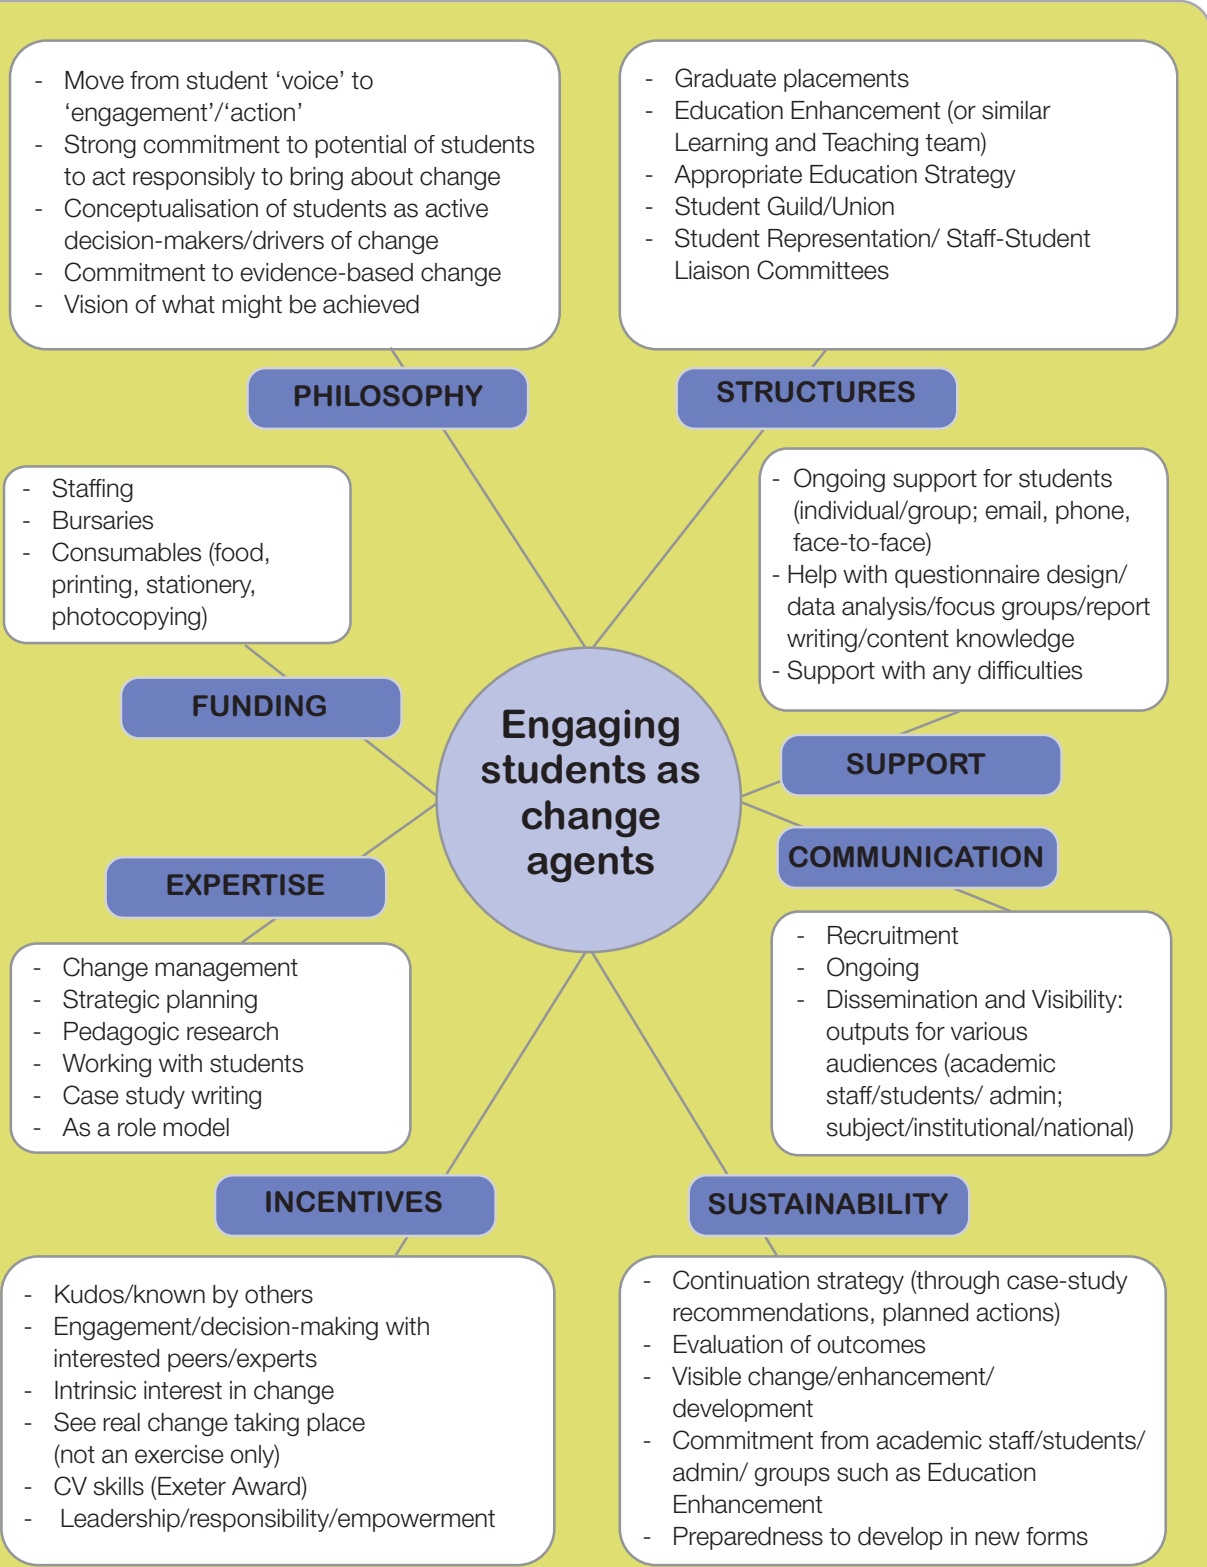 - Move from student ‘voice’ to
‘engagement’/‘action’
- Strong commitment to potential of students
to act responsibly to bring about change
- Conceptualisation of students as active
decision-makers/drivers of change
- Commitment to evidence-based change
- Vision of what might be achieved
PHILOSOPHY
- Graduate placements
- Education Enhancement (or similar
Learning and Teaching team)
- Appropriate Education Strategy
- Student Guild/Union
- Student Representation/ Staff-Student
Liaison Committees
STRUCTURES
- Staffing
- Bursaries
- Consumables (food,
printing, stationery,
photocopying)
FUNDING
- Ongoing support for students
(individual/group; email, phone,
face-to-face)
- Help with questionnaire design/
data analysis/focus groups/report
writing/content knowledge
- Support with any difficulties
SUPPORT
Engaging
students as
change
agents
EXPERTISE
- Change management
- Strategic planning
- Pedagogic research
- Working with students
- Case study writing
- As a role model
COMMUNICATION
- Recruitment
- Ongoing
- Dissemination and Visibility:
outputs for various
audiences (academic
staff/students/ admin;
subject/institutional/national)
INCENTIVES
- Kudos/known by others
- Engagement/decision-making with
interested peers/experts
- Intrinsic interest in change
- See real change taking place
(not an exercise only)
- CV skills (Exeter Award)
- Leadership/responsibility/empowerment
SUSTAINABILITY
- Continuation strategy (through case-study
recommendations, planned actions)
- Evaluation of outcomes
- Visible change/enhancement/
development
- Commitment from academic staff/students/
admin/ groups such as Education
Enhancement
- Preparedness to develop in new forms